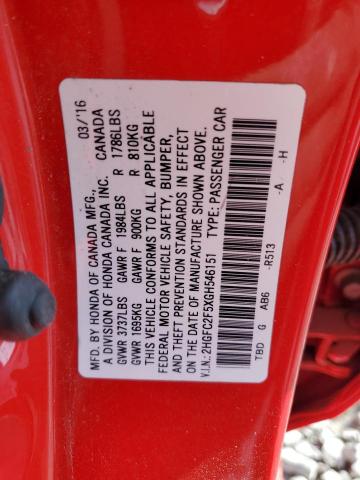 MFD. BY HONDA OF CANADA MFG., 03/'16
A DIVISION OF HONDA CANADA INC. CANADA
GVWR 3737LBS GAWR F 1984LBS R 1786LBS
GVWR 1695KG GAWR F 900KG R 810KG
THIS VEHICLE CONFORMS TO ALL APPLICABLE
FEDERAL MOTOR VEHICLE SAFETY, BUMPER,
AND THEFT PREVENTION STANDARDS IN EFFECT
ON THE DATE OF MANUFACTURE SHOWN ABOVE.
V.I.N.: 2HGFC2F5XGH546151 TYPE: PASSENGER CAR
TBD G AB6 -R513 -A -H